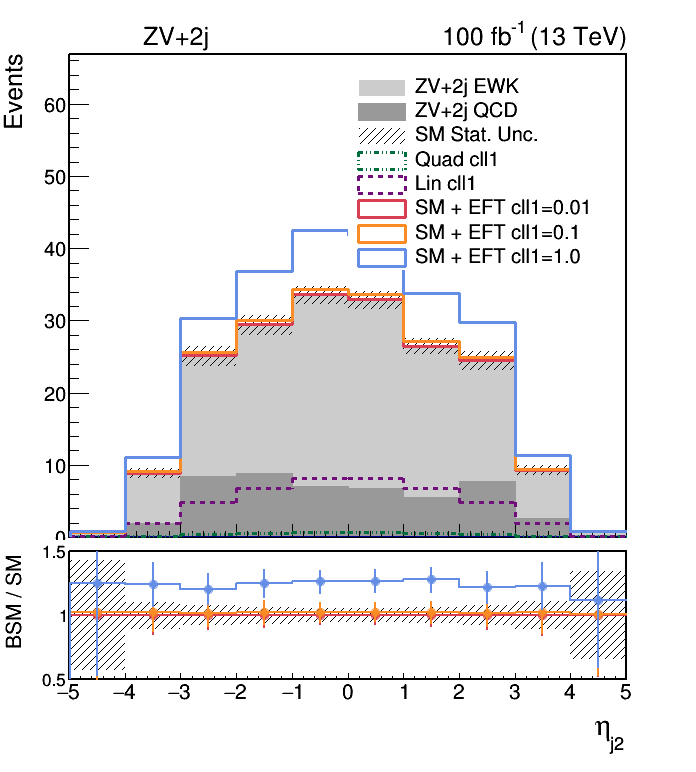 ZV+2j 100 fb⁻¹ (13 TeV)
Events
60
50
40
30
20
10
0
ZV+2j EWK
ZV+2j QCD
SM Stat. Unc.
Quad cll1
Lin cll1
SM + EFT cll1=0.01
SM + EFT cll1=0.1
SM + EFT cll1=1.0
BSM / SM
1.5
1
0.5
−5 −4 −3 −2 −1 0 1 2 3 4 5
η_j2